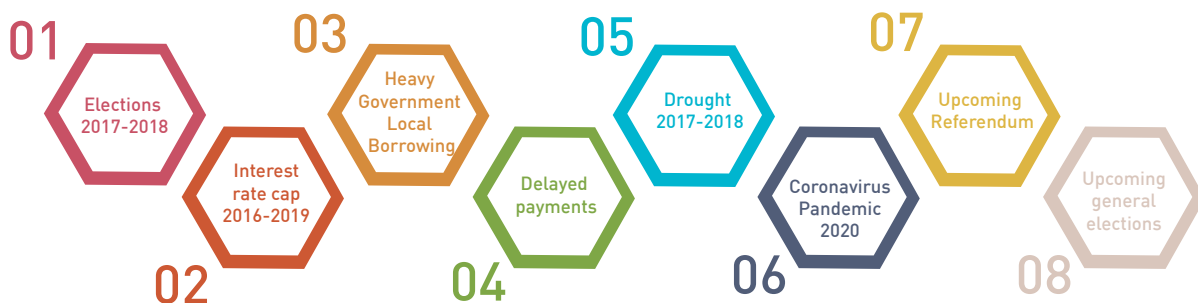 01
Elections
2017-2018
02
Interest
rate cap
2016-2019
03
Heavy
Government
Local
Borrowing
04
Delayed
payments
05
Drought
2017-2018
06
Coronavirus
Pandemic
2020
07
Upcoming
Referendum
08
Upcoming
general
elections